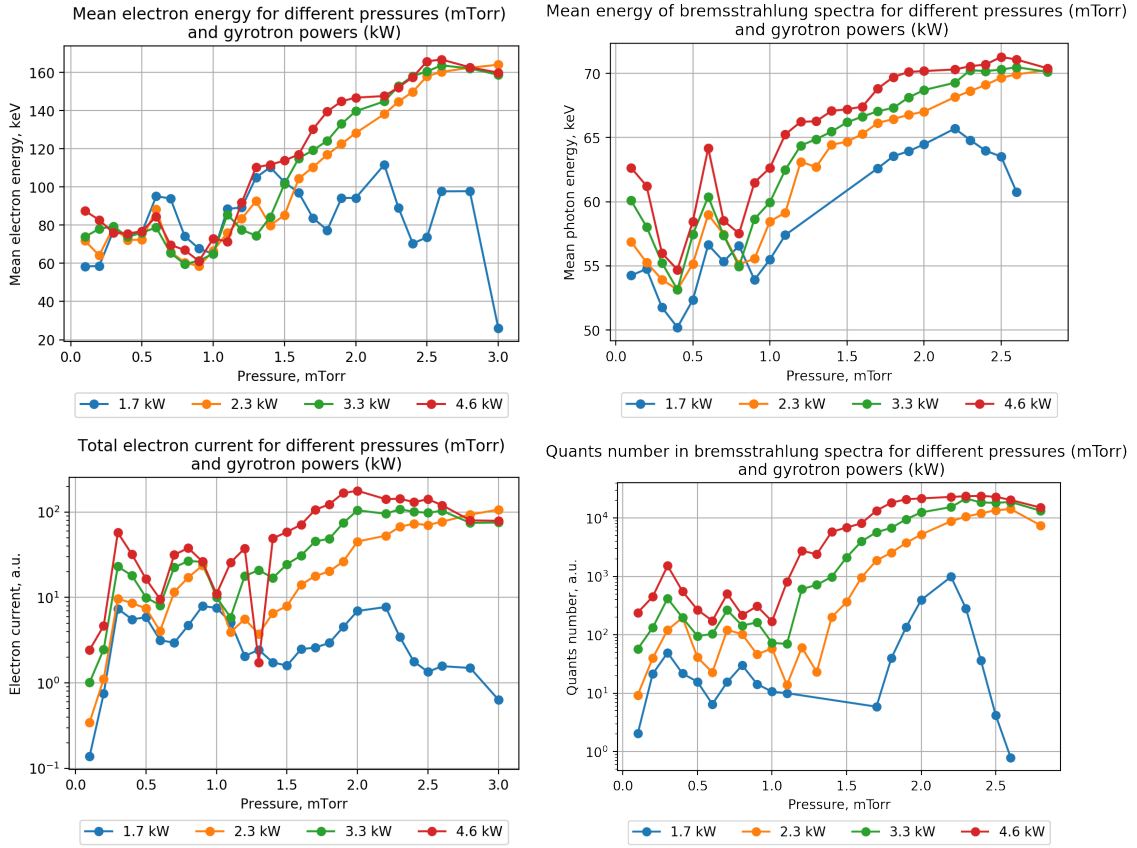 Mean electron energy for different pressures (mTorr)
and gyrotron powers (kW)
Mean electron energy, keV
160
140
120
100
80
60
40
20
0.0 0.5 1.0 1.5 2.0 2.5 3.0
Pressure, mTorr
1.7 kW 2.3 kW 3.3 kW 4.6 kW
Mean energy of bremsstrahlung spectra for different pressures (mTorr)
and gyrotron powers (kW)
Mean photon energy, keV
70
65
60
55
50
0.0 0.5 1.0 1.5 2.0 2.5
Pressure, mTorr
1.7 kW 2.3 kW 3.3 kW 4.6 kW
Total electron current for different pressures (mTorr)
and gyrotron powers (kW)
Electron current, a.u.
10²
10¹
10⁰
10⁻¹
0.0 0.5 1.0 1.5 2.0 2.5 3.0
Pressure, mTorr
1.7 kW 2.3 kW 3.3 kW 4.6 kW
Quants number in bremsstrahlung spectra for different pressures (mTorr)
and gyrotron powers (kW)
Quants number, a.u.
10⁴
10³
10²
10¹
10⁰
0.0 0.5 1.0 1.5 2.0 2.5
Pressure, mTorr
1.7 kW 2.3 kW 3.3 kW 4.6 kW